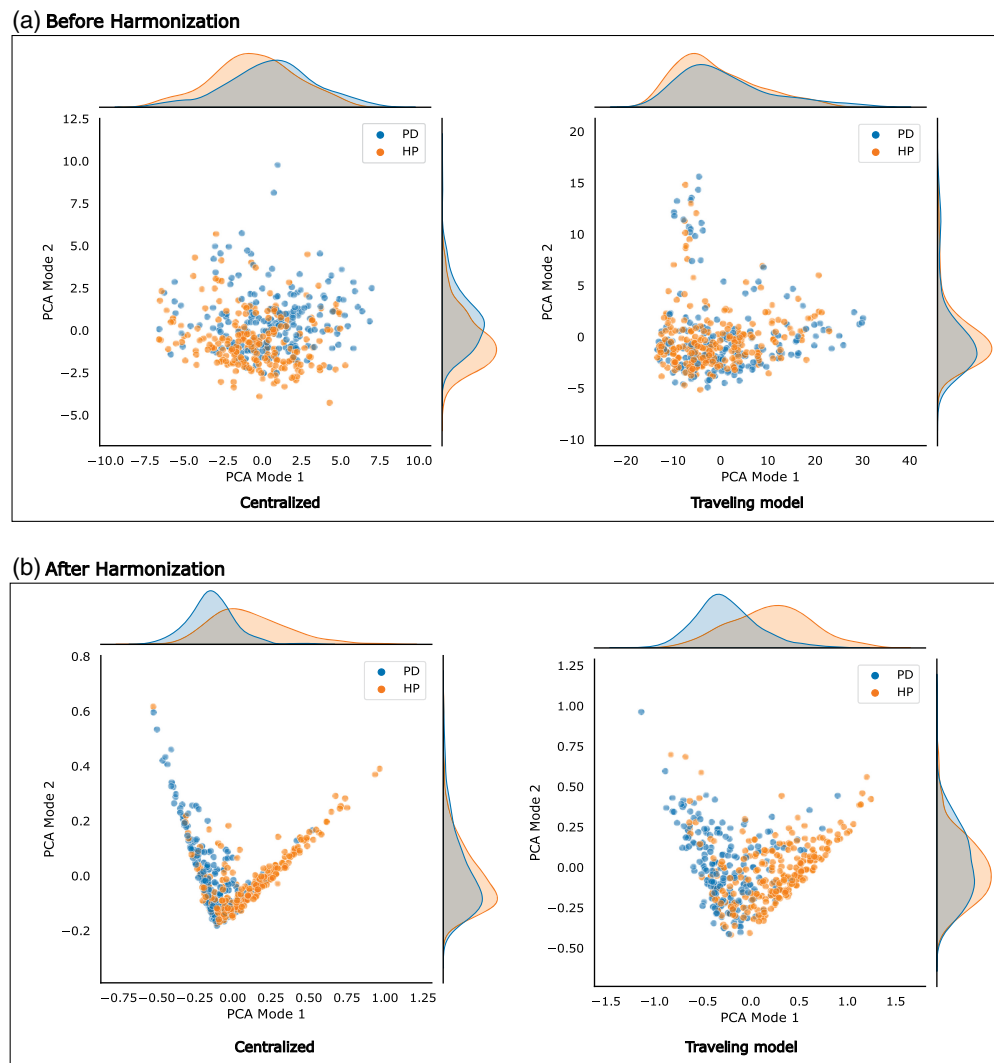 (a) Before Harmonization
12.5
10.0
7.5
5.0
2.5
0.0
−2.5
−5.0
PCA Mode 2
PD
HP
−10.0 −7.5 −5.0 −2.5 0.0 2.5 5.0 7.5 10.0
PCA Mode 1
Centralized
20
15
10
5
0
−5
−10
PCA Mode 2
PD
HP
−20 −10 0 10 20 30 40
PCA Mode 1
Traveling model
(b) After Harmonization
0.8
0.6
0.4
0.2
0.0
−0.2
PCA Mode 2
PD
HP
−0.75 −0.50 −0.25 0.00 0.25 0.50 0.75 1.00 1.25
PCA Mode 1
Centralized
1.25
1.00
0.75
0.50
0.25
0.00
−0.25
−0.50
PCA Mode 2
PD
HP
−1.5 −1.0 −0.5 0.0 0.5 1.0 1.5
PCA Mode 1
Traveling model